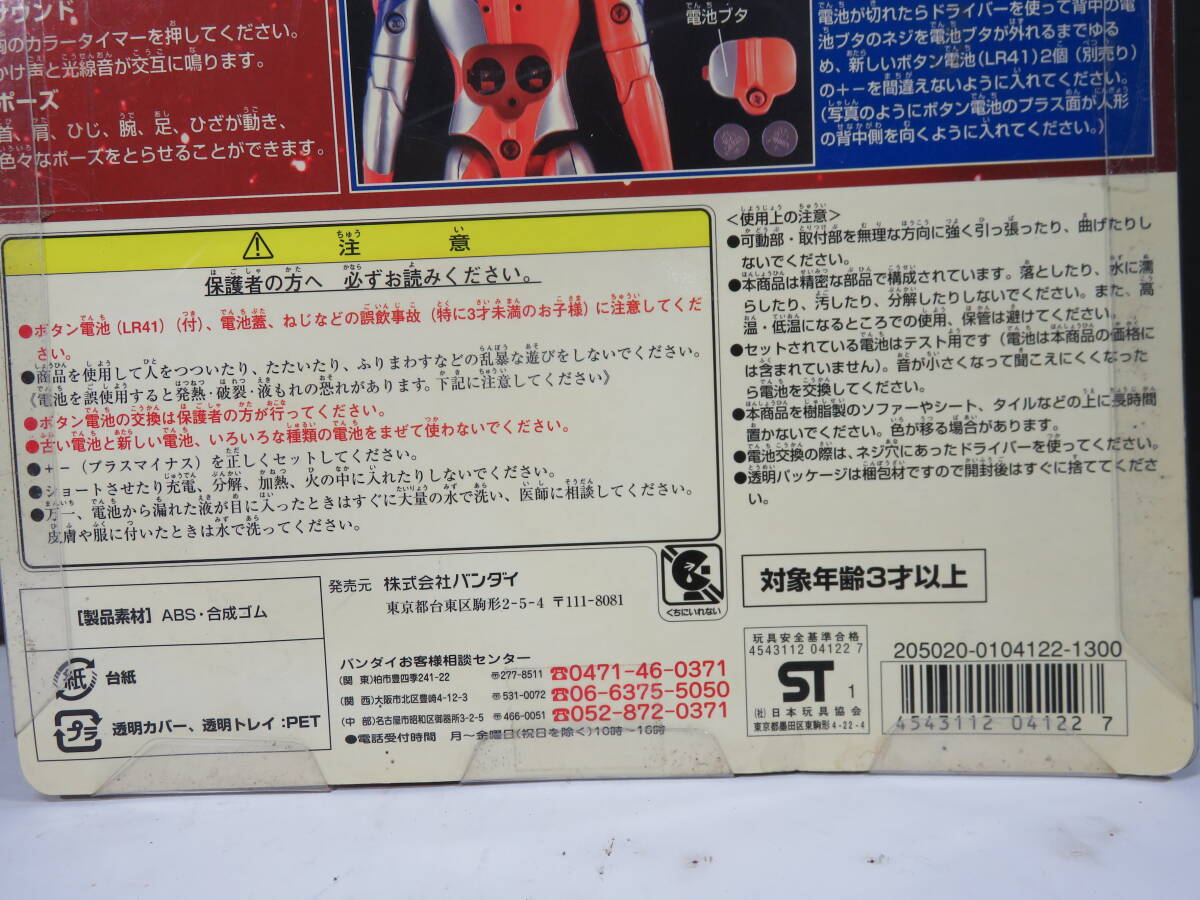 サウンド
のカラータイマーを押してください。
かけ声と光線音が交互に鳴ります。
ポーズ
首、肩、ひじ、腕、足、ひざが動き、
色々なポーズをとらせることができます。
電池ブタ
電池が切れたらドライバーを使って背中の電
池ブタのネジを電池ブタが外れるまでゆる
め、新しいボタン電池(LR41)2個(別売り)
の+−を間違えないように入れてください。
(写真のようにボタン電池のプラス面が人形
の背中側を向くように入れてください。)
注意
保護者の方へ 必ずお読みください。
●ボタン電池(LR41)(付)、電池蓋、ねじなどの誤飲事故(特に3才未満のお子様)に注意してくだ
さい。
●商品を使用して人をつついたり、たたいたり、ふりまわすなどの乱暴な遊びをしないでください。
《電池を誤使用すると発熱・破裂・液もれの恐れがあります。下記に注意してください》
●ボタン電池の交換は保護者の方が行ってください。
●古い電池と新しい電池、いろいろな種類の電池をまぜて使わないでください。
●+−(プラスマイナス)を正しくセットしてください。
●ショートさせたり充電、分解、加熱、火の中に入れたりしないでください。
●万一、電池から漏れた液が目に入ったときはすぐに大量の水で洗い、医師に相談してください。
皮膚や服に付いたときは水で洗ってください。
<使用上の注意>
●可動部・取付部を無理な方向に強く引っ張ったり、曲げたりし
ないでください。
●本商品は精密な部品で構成されています。落としたり、水に濡
らしたり、汚したり、分解したりしないでください。また、高
温・低温になるところでの使用、保管は避けてください。
●セットされている電池はテスト用です(電池は本商品の価格に
は含まれていません)。音が小さくなって聞こえにくくなった
ら電池を交換してください。
●本商品を樹脂製のソファーやシート、タイルなどの上に長時間
置かないでください。色が移る場合があります。
●電池交換の際は、ネジ穴にあったドライバーを使ってください。
●透明パッケージは梱包材ですので開封後はすぐに捨ててくださ
い。
[製品素材] ABS・合成ゴム
紙 台紙
プラ 透明カバー、透明トレイ:PET
発売元 株式会社バンダイ
東京都台東区駒形2-5-4 〒111-8081
くちにいれない
バンダイお客様相談センター
(関 東)柏市豊四季241-22 〒277-8511 ☎0471-46-0371
(関 西)大阪市北区豊崎4-12-3 〒531-0072 ☎06-6375-5050
(中 部)名古屋市昭和区御器所3-2-5 〒466-0051 ☎052-872-0371
●電話受付時間 月〜金曜日(祝日を除く)10時〜16時
対象年齢3才以上
玩具安全基準合格
4543112 04122 7
ST 1
(社)日本玩具協会
東京都墨田区東駒形4-22-4
205020-0104122-1300
4543112 04122 7